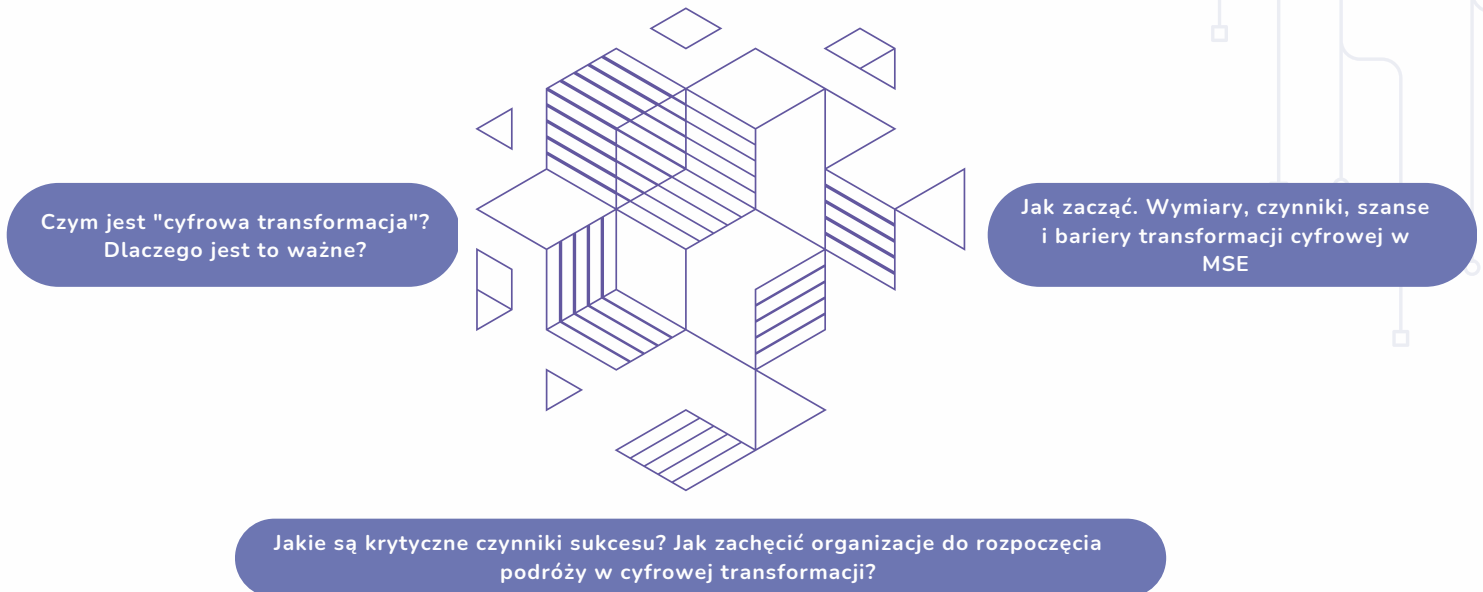 Czym jest "cyfrowa transformacja"?
Dlaczego jest to ważne?
Jak zacząć. Wymiary, czynniki, szanse
i bariery transformacji cyfrowej w
MSE
Jakie są krytyczne czynniki sukcesu? Jak zachęcić organizacje do rozpoczęcia
podróży w cyfrowej transformacji?